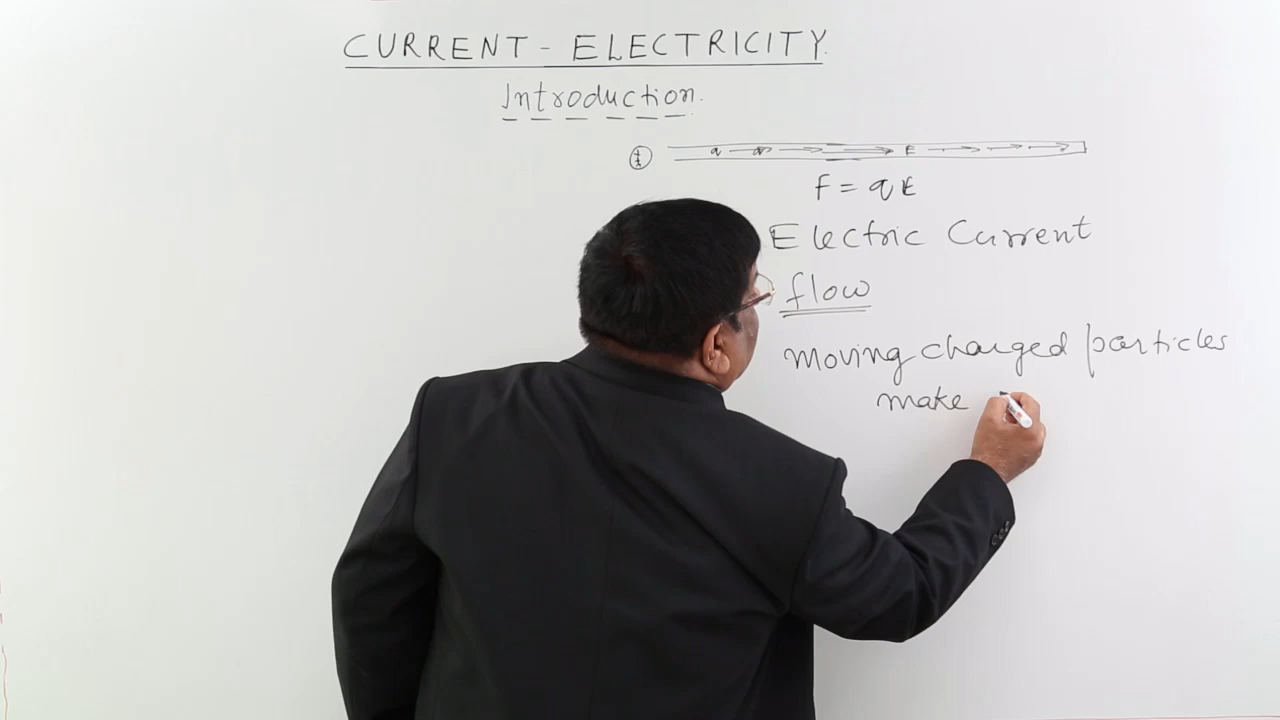 CURRENT - ELECTRICITY.
Introduction.
q E
F = qE
Electric Current
flow
moving charged particles
make